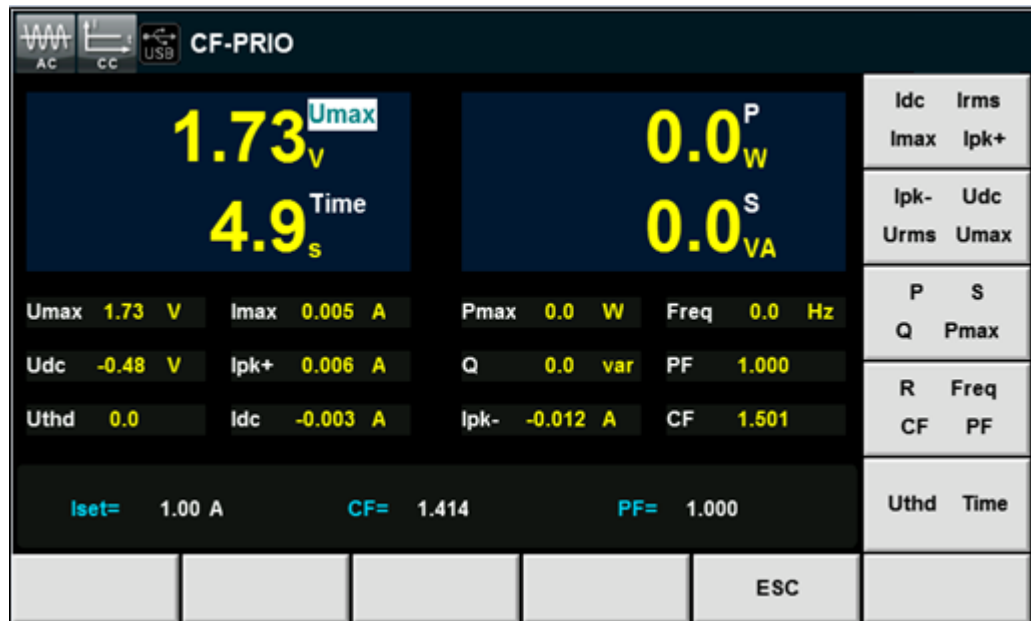 AC CC USB CF-PRIO
1.73 V Umax
4.9 s Time
0.0 W P
0.0 VA S
Umax 1.73 V Imax 0.005 A Pmax 0.0 W Freq 0.0 Hz
Udc -0.48 V Ipk+ 0.006 A Q 0.0 var PF 1.000
Uthd 0.0 Idc -0.003 A Ipk- -0.012 A CF 1.501
Iset= 1.00 A CF= 1.414 PF= 1.000
Idc Irms
Imax Ipk+
Ipk- Udc
Urms Umax
P S
Q Pmax
R Freq
CF PF
Uthd Time
ESC